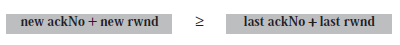 new ackNo + new rwnd ≥ last ackNo + last rwnd